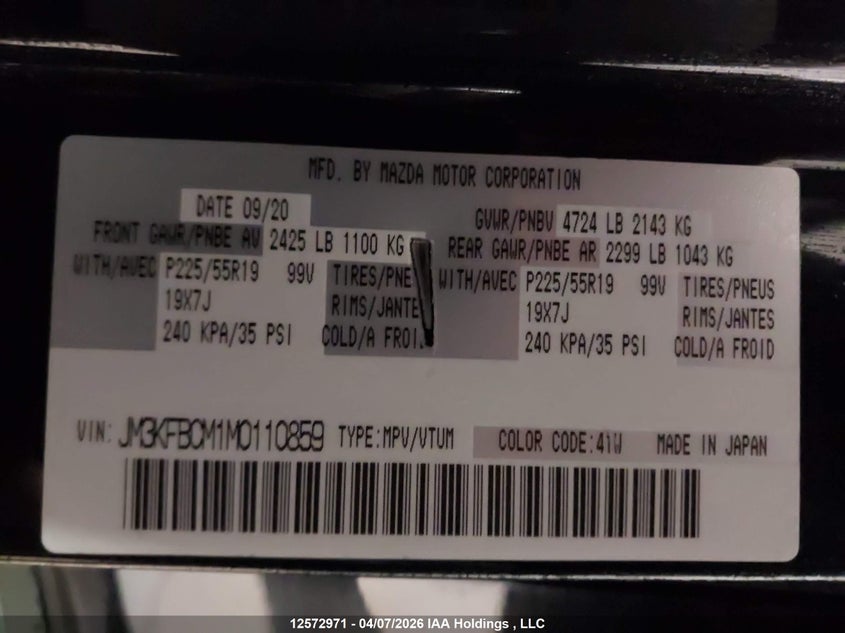 MFD. BY MAZDA MOTOR CORPORATION
DATE 09/20
GVWR/PNBV 4724 LB 2143 KG
FRONT GAWR/PNBE AV 2425 LB 1100 KG
REAR GAWR/PNBE AR 2299 LB 1043 KG
WITH/AVEC P225/55R19 99V TIRES/PNEU
WITH/AVEC P225/55R19 99V TIRES/PNEUS
19X7J RIMS/JANTE
19X7J RIMS/JANTES
240 KPA/35 PSI COLD/A FROI
240 KPA/35 PSI COLD/A FROID
VIN: JM3KFBCM1M0110859 TYPE:MPV/VTUM COLOR CODE:41W MADE IN JAPAN
12572971 - 04/07/2026 IAA Holdings , LLC